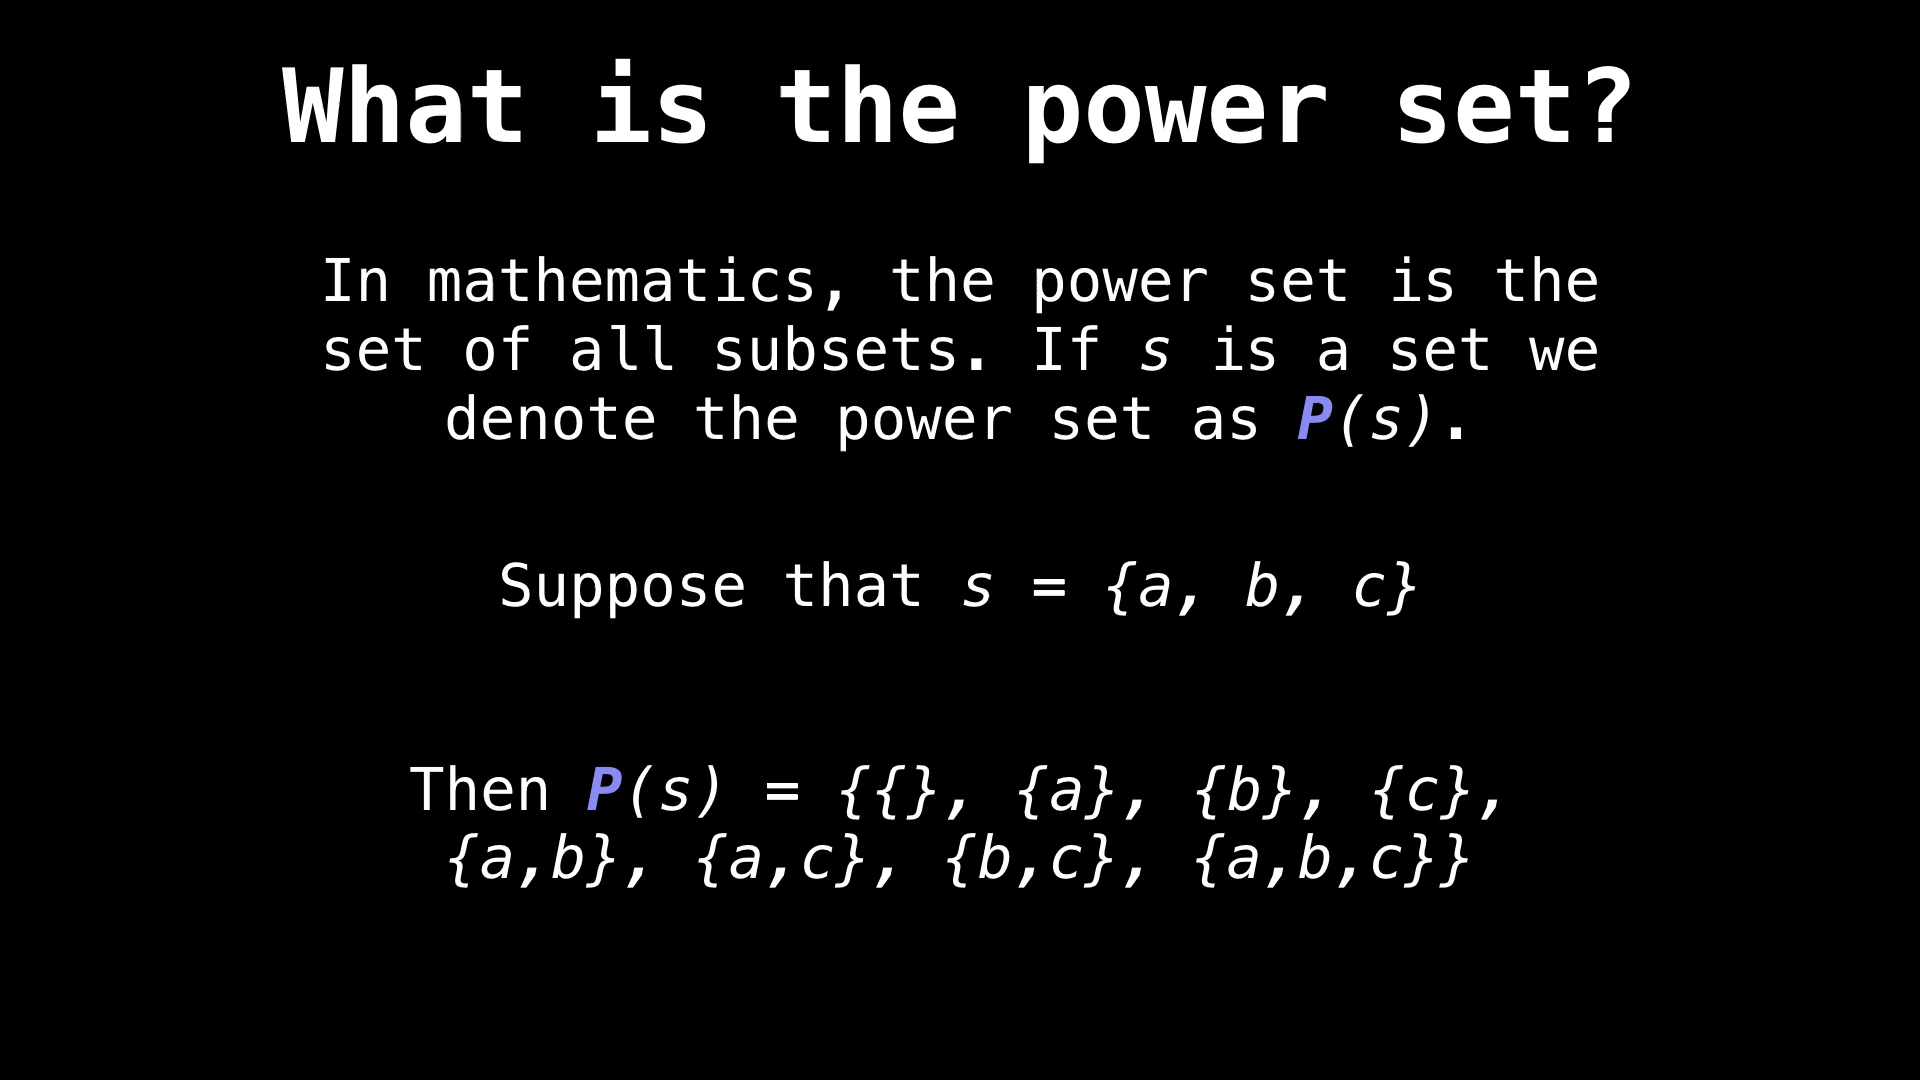 What is the power set?
In mathematics, the power set is the
set of all subsets. If s is a set we
denote the power set as P(s).
Suppose that s = {a, b, c}
Then P(s) = {{}, {a}, {b}, {c},
{a,b}, {a,c}, {b,c}, {a,b,c}}